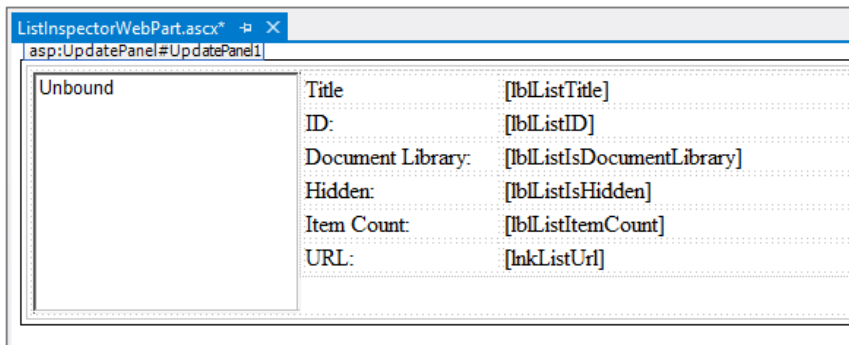 ListInspectorWebPart.ascx*
asp:UpdatePanel#UpdatePanel1
Unbound
Title [lblListTitle]
ID: [lblListID]
Document Library: [lblListIsDocumentLibrary]
Hidden: [lblListIsHidden]
Item Count: [lblListItemCount]
URL: [lnkListUrl]